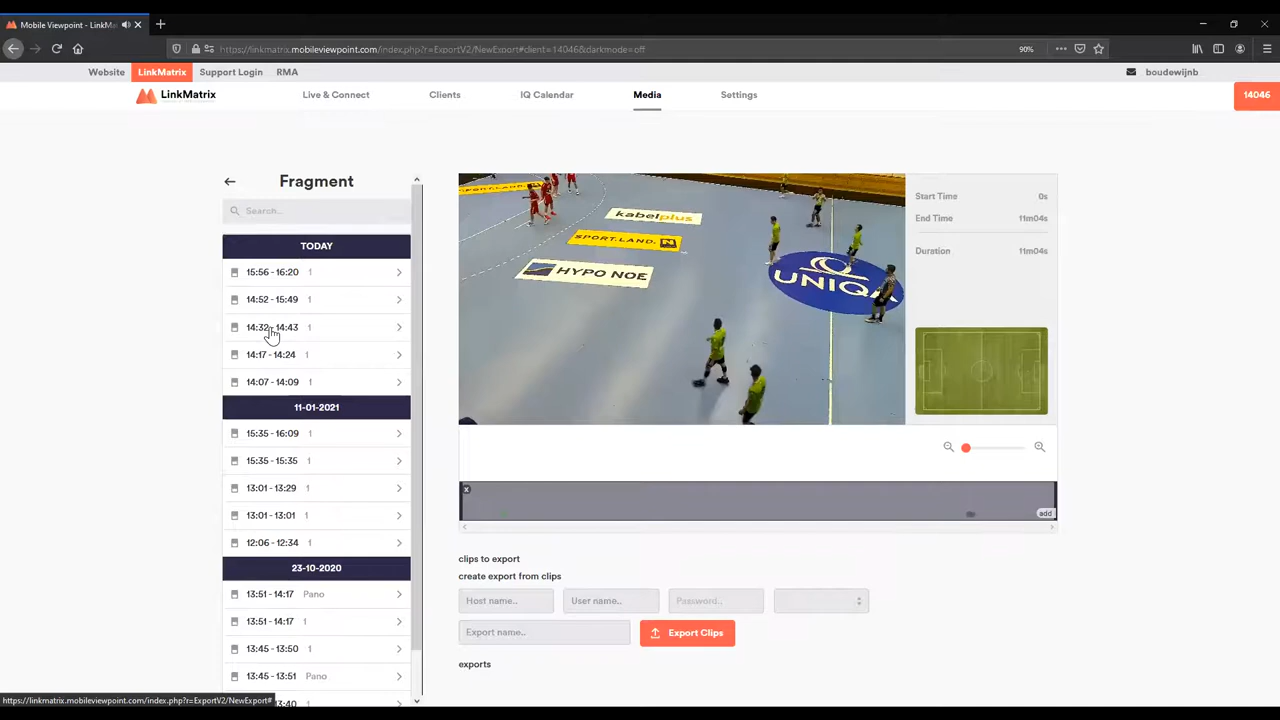 Mobile Viewpoint - LinkMa
https://linkmatrix.mobileviewpoint.com/index.php?r=ExportV2/NewExport#client=14046&darkmode=off
90%
Website
LinkMatrix
Support Login
RMA
boudewijnb
LinkMatrix
Live & Connect
Clients
IQ Calendar
Media
Settings
14046
Fragment
Search...
TODAY
15:56 - 16:20 1
14:52 - 15:49 1
14:32 - 14:43 1
14:17 - 14:24 1
14:07 - 14:09 1
11-01-2021
15:35 - 16:09 1
15:35 - 15:35 1
13:01 - 13:29 1
13:01 - 13:01 1
12:06 - 12:34 1
23-10-2020
13:51 - 14:17 Pano
13:51 - 14:17 1
13:45 - 13:50 1
13:45 - 13:51 Pano
13:40
kabelplus
SPORT.LAND.N
HYPO NOE
UNIQA
Start Time 0s
End Time 11m04s
Duration 11m04s
x
add
clips to export
create export from clips
Host name..
User name..
Password..
Export name..
Export Clips
exports
https://linkmatrix.mobileviewpoint.com/index.php?r=ExportV2/NewExport#